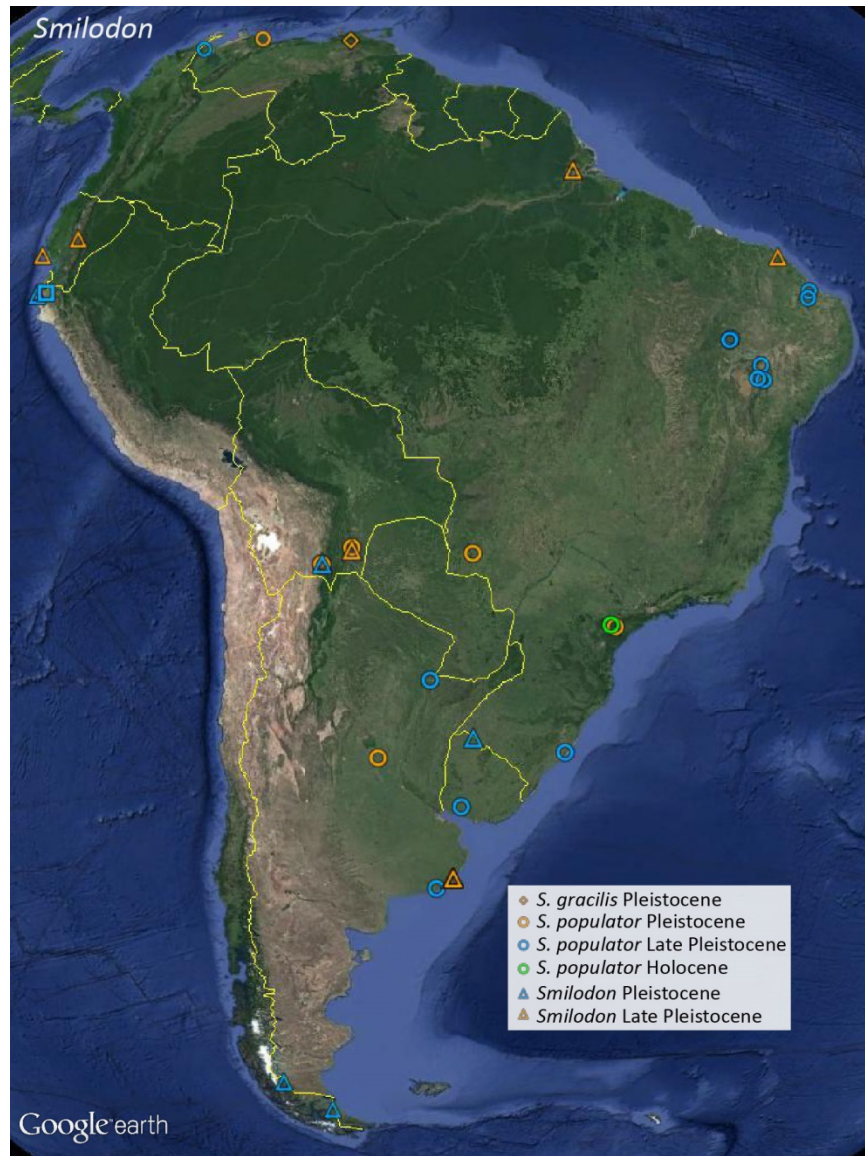 Smilodon
S. gracilis Pleistocene
S. populator Pleistocene
S. populator Late Pleistocene
S. populator Holocene
Smilodon Pleistocene
Smilodon Late Pleistocene
Google earth